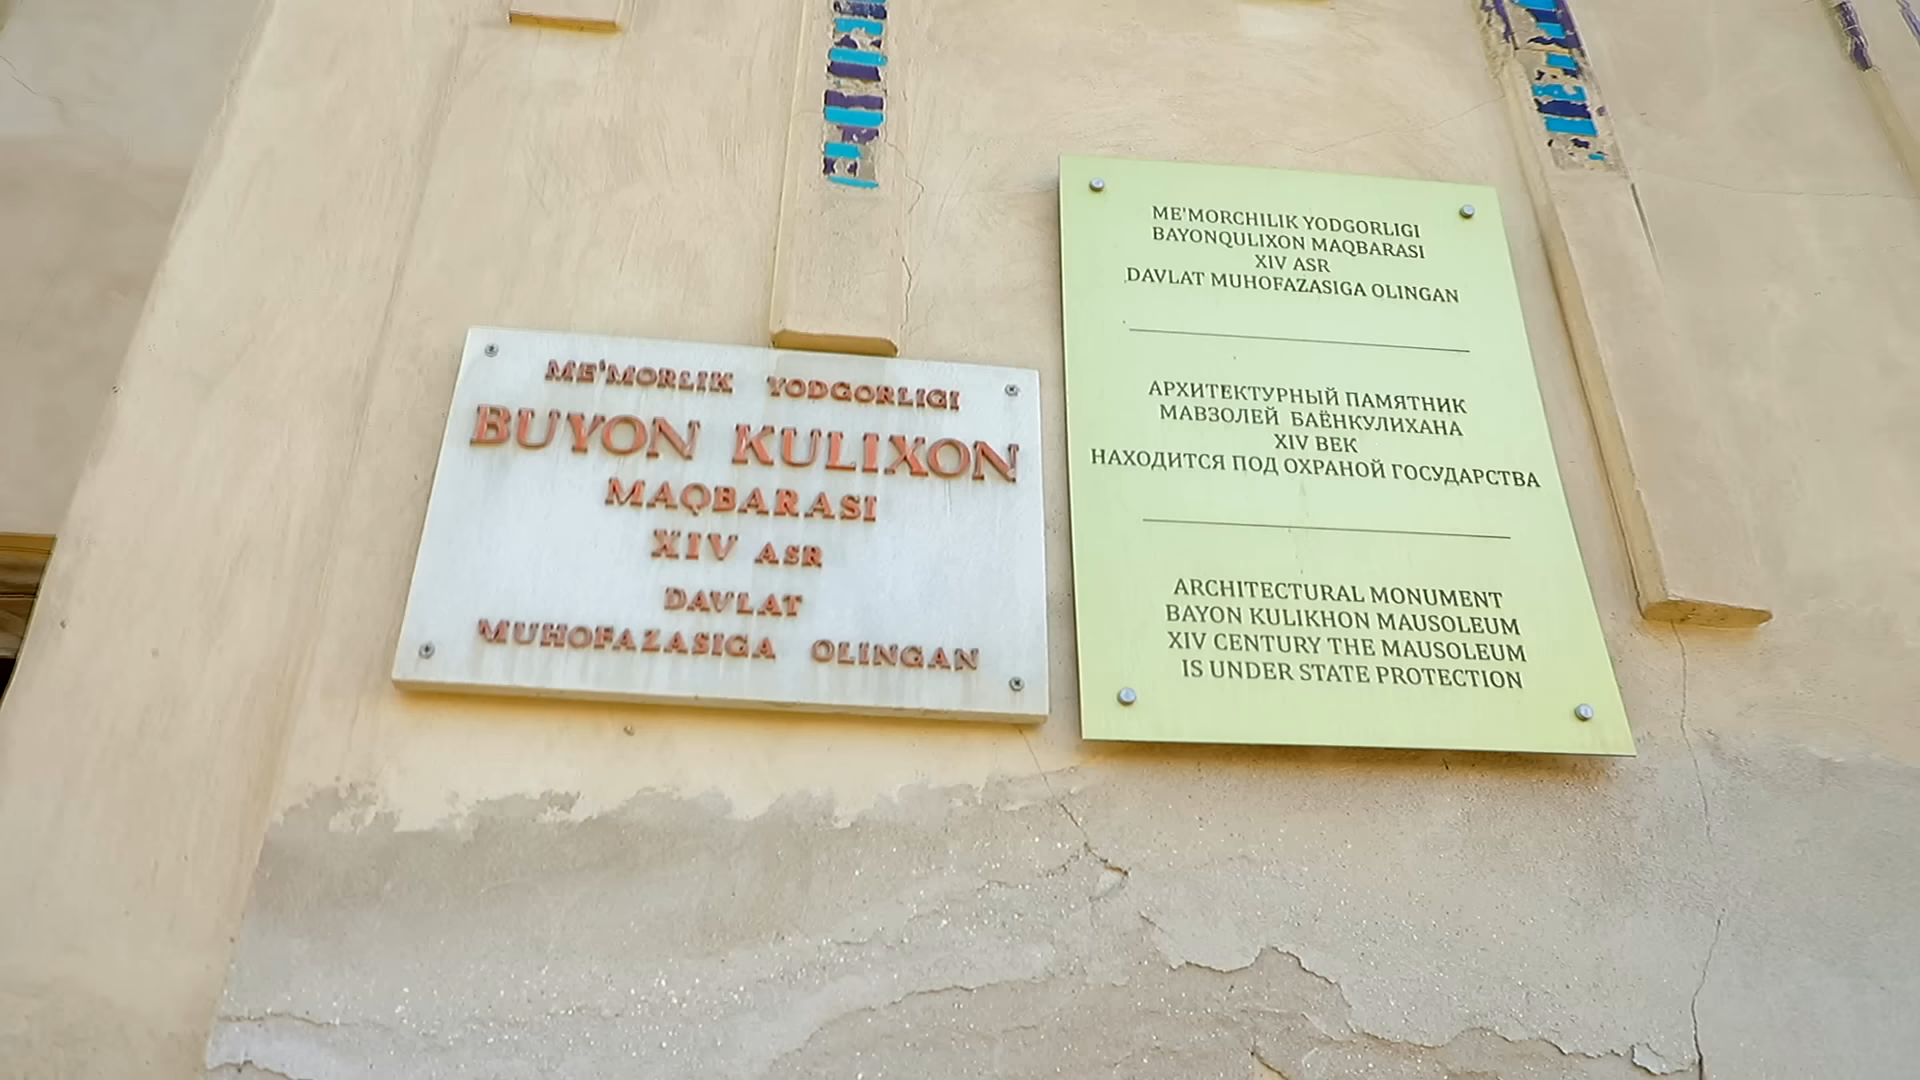 ME'MORLIK YODGORLIGI
BUYON KULIXON
MAQBARASI
XIV ASR
DAVLAT
MUHOFAZASIGA OLINGAN
ME'MORCHILIK YODGORLIGI
BAYONQULIXON MAQBARASI
XIV ASR
DAVLAT MUHOFAZASIGA OLINGAN
АРХИТЕКТУРНЫЙ ПАМЯТНИК
МАВЗОЛЕЙ БАЁНКУЛИХАНА
XIV ВЕК
НАХОДИТСЯ ПОД ОХРАНОЙ ГОСУДАРСТВА
ARCHITECTURAL MONUMENT
BAYON KULIKHON MAUSOLEUM
XIV CENTURY THE MAUSOLEUM
IS UNDER STATE PROTECTION